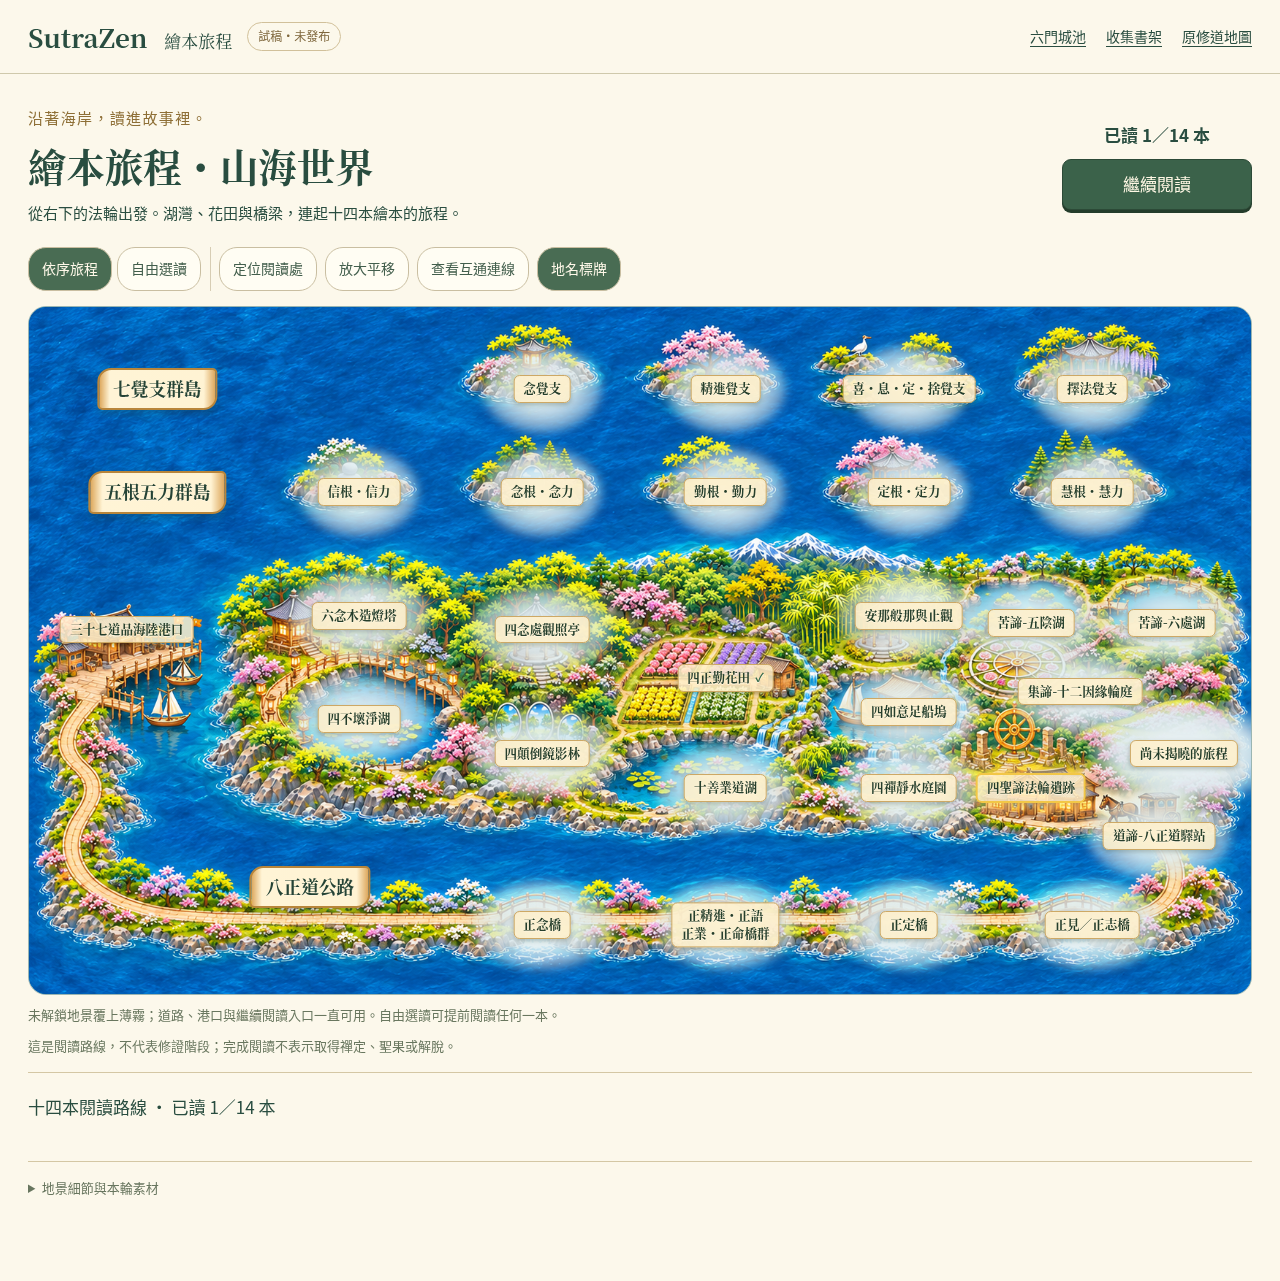 SutraZen 繪本旅程 試稿・未發布 六門城池 收集書架 原修道地圖
沿著海岸，讀進故事裡。
繪本旅程・山海世界
從右下的法輪出發。湖灣、花田與橋梁，連起十四本繪本的旅程。
已讀 1／14 本
繼續閱讀
依序旅程 自由選讀 定位閱讀處 放大平移 查看互通連線 地名標牌
七覺支群島 念覺支 精進覺支 喜・息・定・捨覺支 擇法覺支
五根五力群島 信根・信力 念根・念力 勤根・勤力 定根・定力 慧根・慧力
三十七道品海陸港口 六念木造燈塔 四念處觀照亭 安那般那與止觀 苦諦-五陰湖 苦諦-六處湖
四正勤花田 ✓
集諦-十二因緣輪庭
四不壞淨湖 四如意足船塢
四顛倒鏡影林 尚未揭曉的旅程
十善業道湖 四禪靜水庭園 四聖諦法輪遺跡
道諦-八正道驛站
八正道公路
正念橋 正精進・正語
正業・正命橋群
正定橋 正見／正志橋
未解鎖地景覆上薄霧；道路、港口與繼續閱讀入口一直可用。自由選讀可提前閱讀任何一本。
這是閱讀路線，不代表修證階段；完成閱讀不表示取得禪定、聖果或解脫。
十四本閱讀路線 ・ 已讀 1／14 本
▶ 地景細節與本輪素材